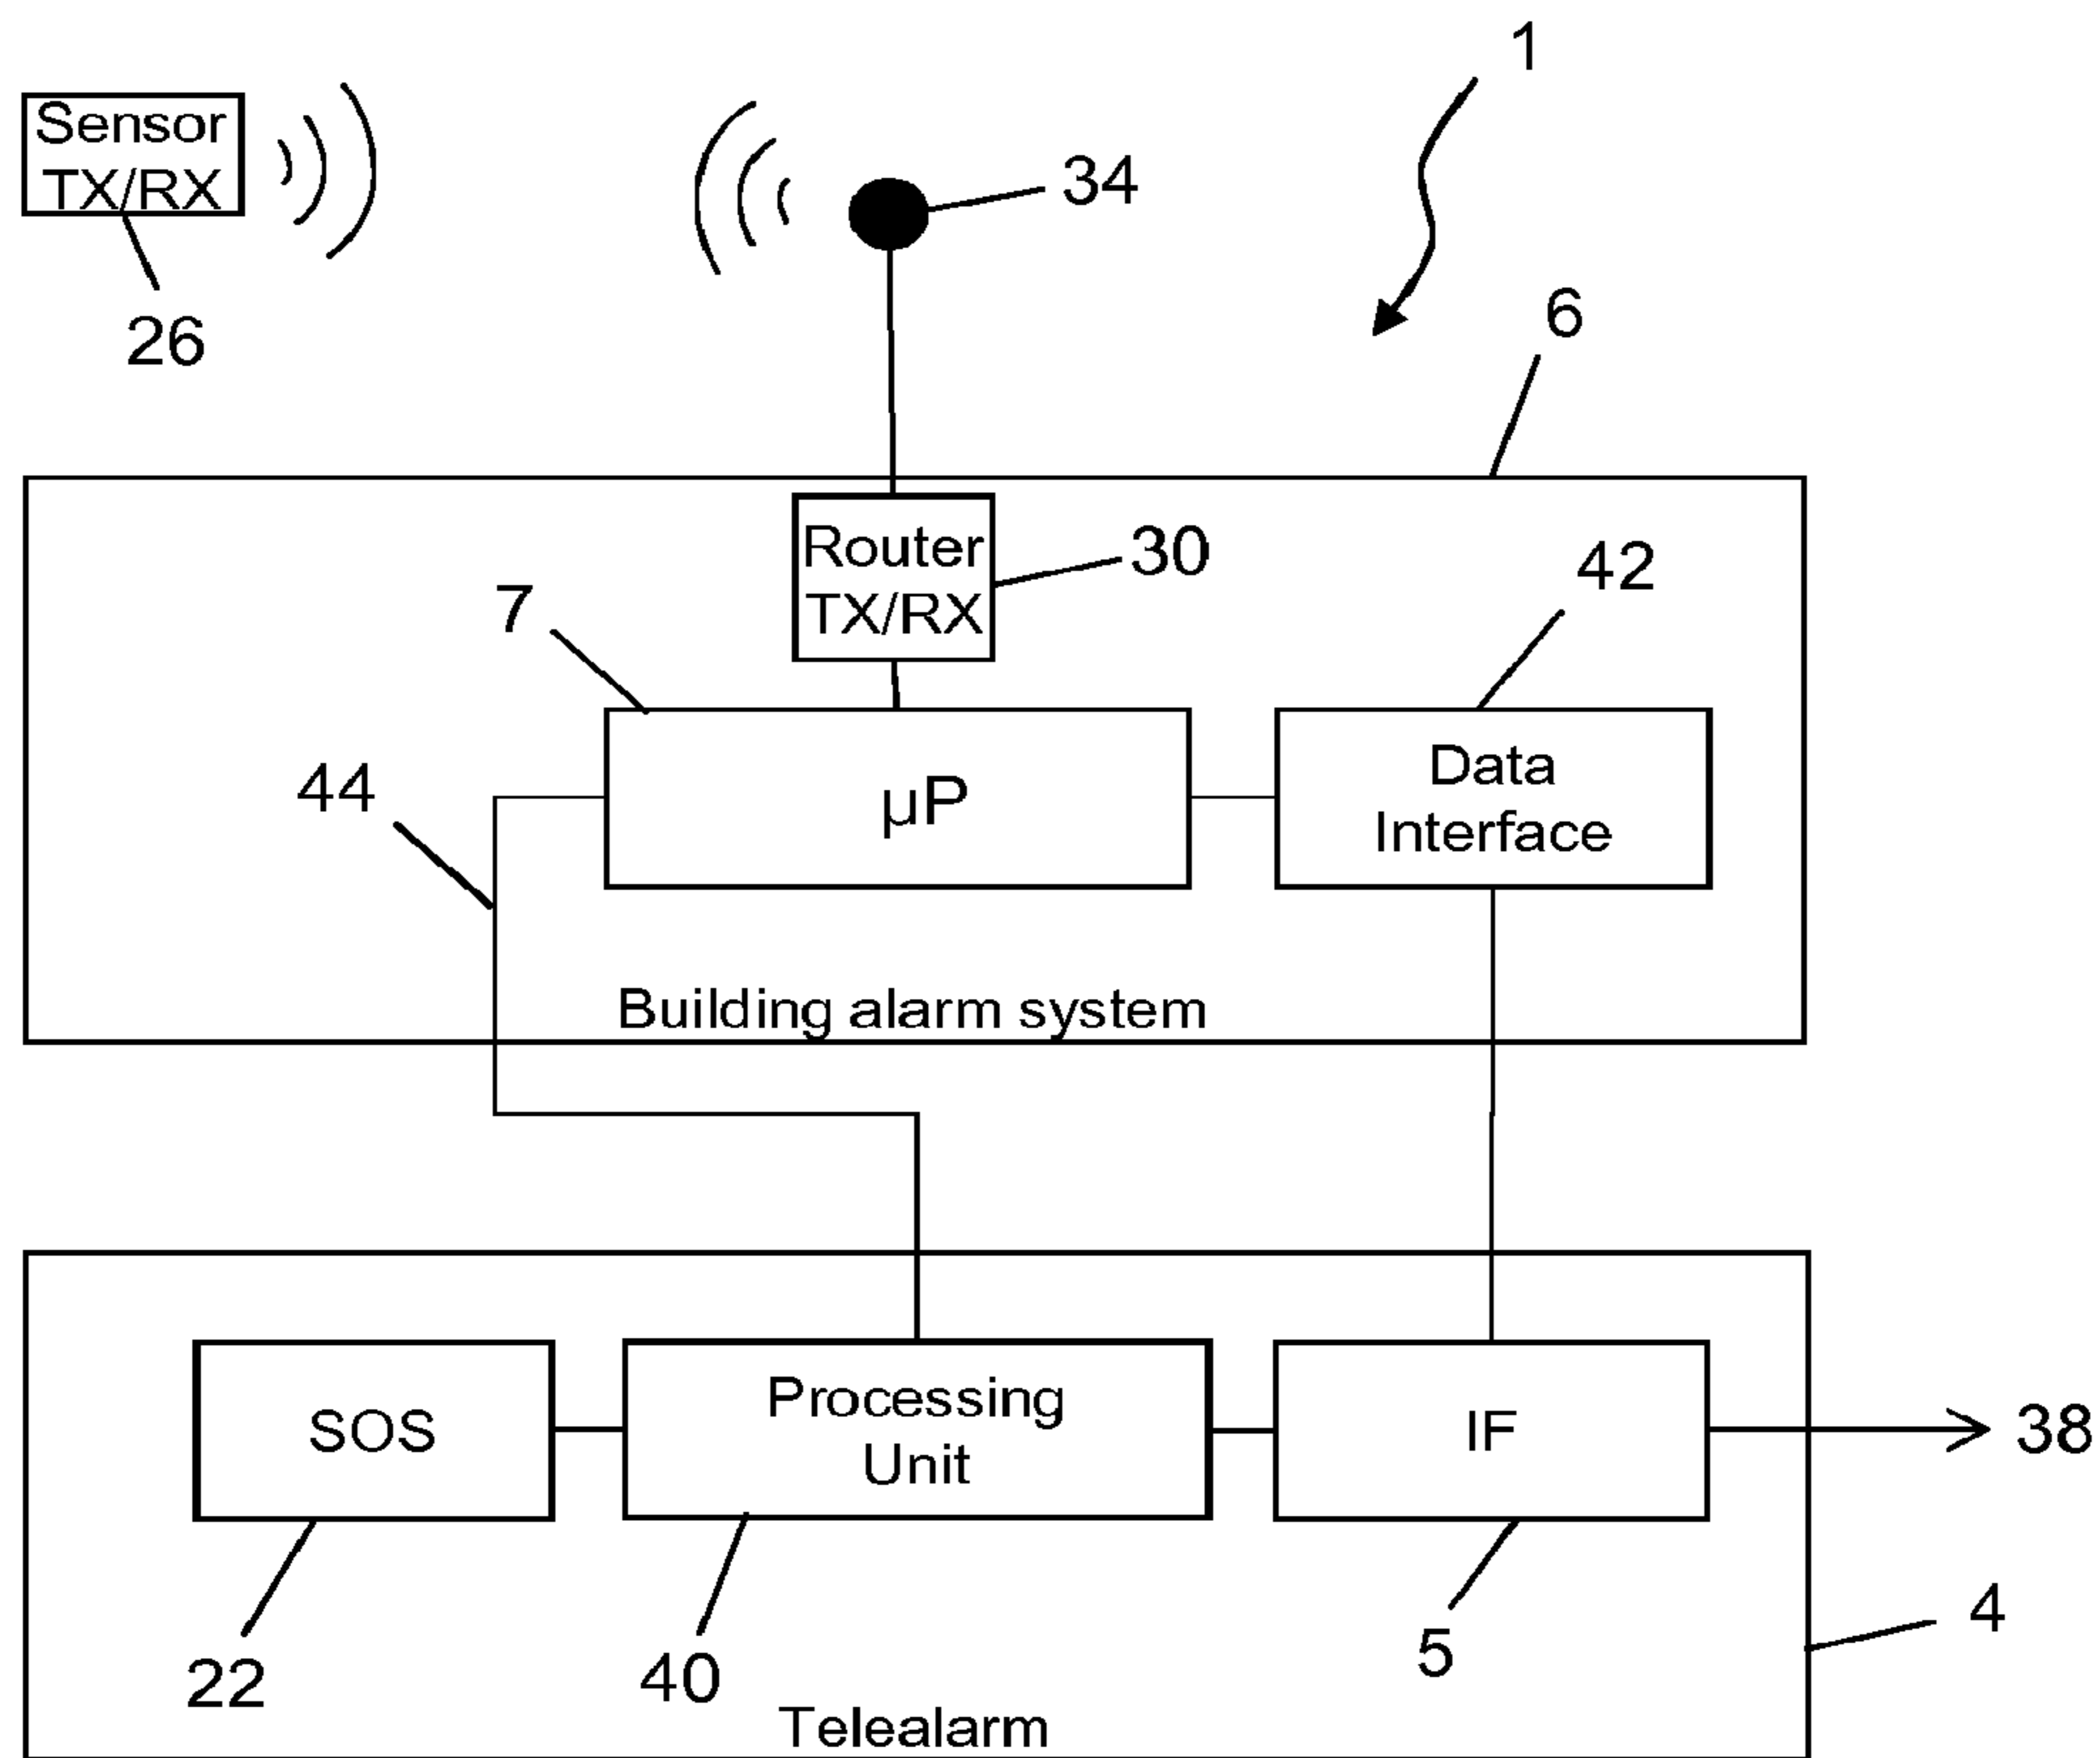 1
Sensor
TX/RX
34
26
6
Router
TX/RX
30
42
7
44
µP
Data
Interface
Building alarm system
SOS
Processing
Unit
IF
38
4
5
22
40
Telealarm